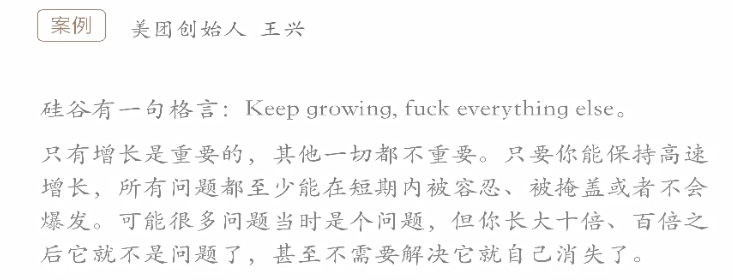 案例 美团创始人 王兴
硅谷有一句格言：Keep growing, fuck everything else。
只有增长是重要的，其他一切都不重要。只要你能保持高速
增长，所有问题都至少能在短期内被容忍、被掩盖或者不会
爆发。可能很多问题当时是个问题，但你长大十倍、百倍之
后它就不是问题了，甚至不需要解决它就自己消失了。